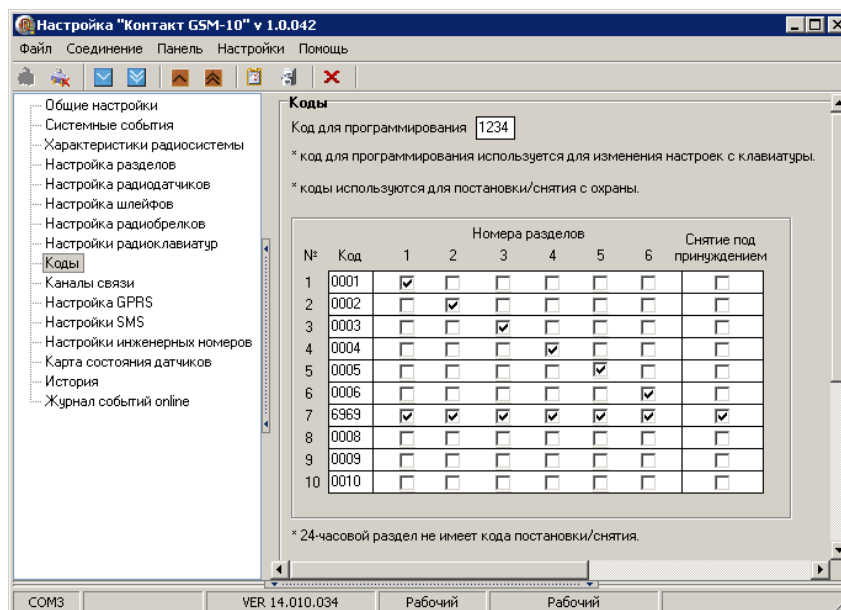 Настройка "Контакт GSM-10" v 1.0.042
Файл Соединение Панель Настройки Помощь
Общие настройки
Системные события
Характеристики радиосистемы
Настройка разделов
Настройка радиодатчиков
Настройка шлейфов
Настройка радиобрелков
Настройки радиоклавиатур
Коды
Каналы связи
Настройка GPRS
Настройки SMS
Настройки инженерных номеров
Карта состояния датчиков
История
Журнал событий online
Коды
Код для программирования 1234
* код для программирования используется для изменения настроек с клавиатуры.
* коды используются для постановки/снятия с охраны.
Номера разделов
Снятие под принуждением
№ Код 1 2 3 4 5 6
1 0001
2 0002
3 0003
4 0004
5 0005
6 0006
7 6969
8 0008
9 0009
10 0010
* 24-часовой раздел не имеет кода постановки/снятия.
COM3 VER 14.010.034 Рабочий Рабочий